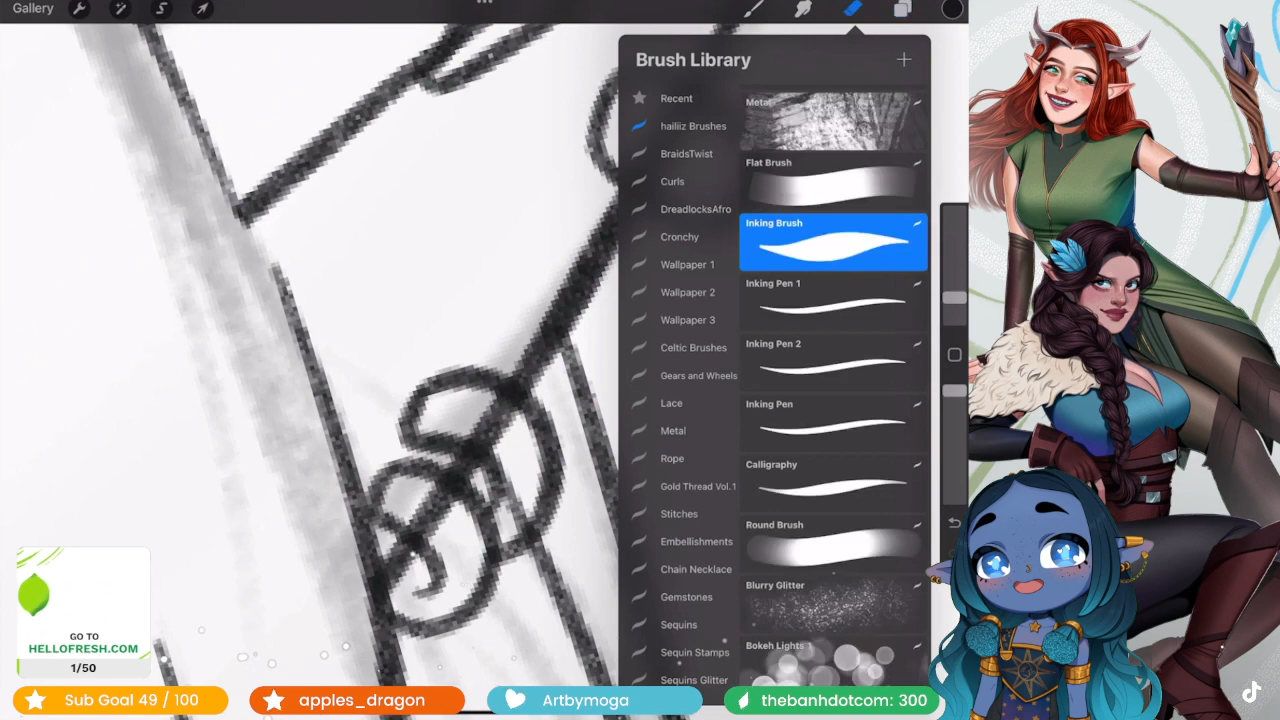 Gallery
Brush Library
Recent
hailiiz Brushes
BraidsTwist
Curls
DreadlocksAfro
Cronchy
Wallpaper 1
Wallpaper 2
Wallpaper 3
Celtic Brushes
Gears and Wheels
Lace
Metal
Rope
Gold Thread Vol.1
Stitches
Embellishments
Chain Necklace
Gemstones
Sequins
Sequin Stamps
Sequins Glitter
Metal
Flat Brush
Inking Brush
Inking Pen 1
Inking Pen 2
Inking Pen
Calligraphy
Round Brush
Blurry Glitter
Bokeh Lights 1
GO TO
HELLOFRESH.COM
1/50
Sub Goal 49 / 100
apples_dragon
Artbymoga
thebanhdotcom: 300